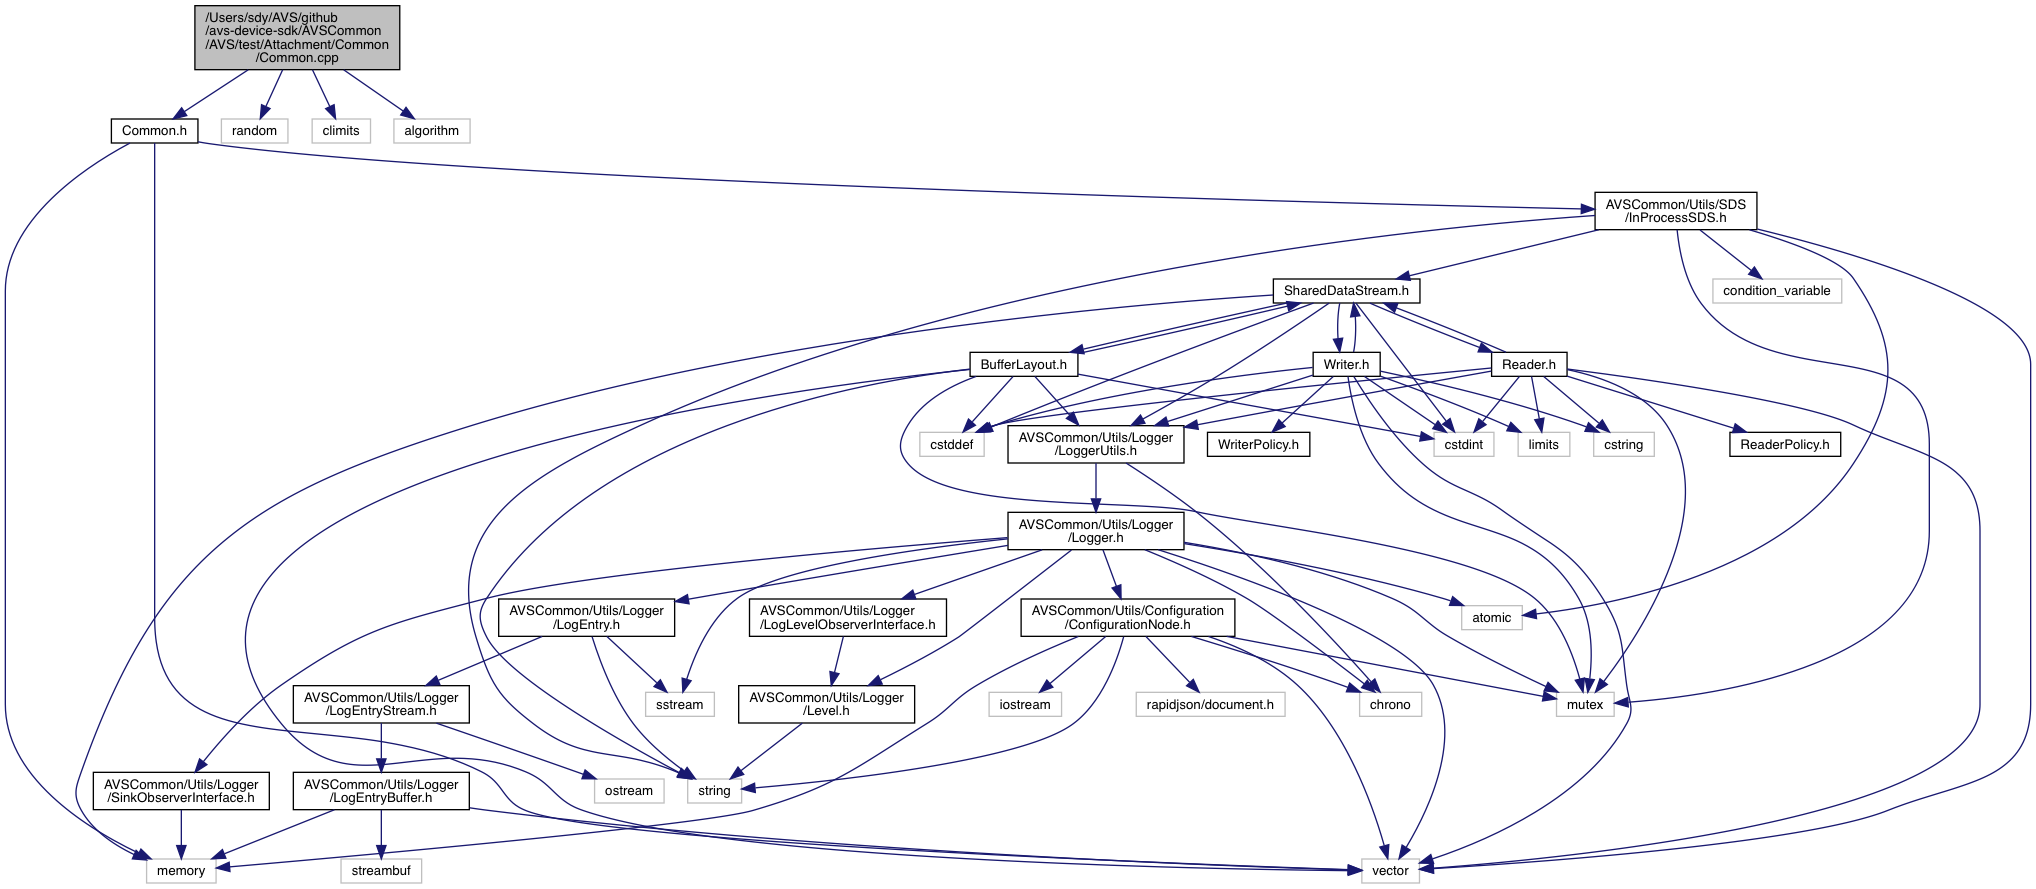 /Users/sdy/AVS/github
/avs-device-sdk/AVSCommon
/AVS/test/Attachment/Common
/Common.cpp
Common.h
random
climits
algorithm
AVSCommon/Utils/SDS
/InProcessSDS.h
SharedDataStream.h
condition_variable
BufferLayout.h
Writer.h
Reader.h
cstddef
AVSCommon/Utils/Logger
/LoggerUtils.h
WriterPolicy.h
cstdint
limits
cstring
ReaderPolicy.h
AVSCommon/Utils/Logger
/Logger.h
AVSCommon/Utils/Logger
/LogEntry.h
AVSCommon/Utils/Logger
/LogLevelObserverInterface.h
AVSCommon/Utils/Configuration
/ConfigurationNode.h
atomic
AVSCommon/Utils/Logger
/LogEntryStream.h
sstream
AVSCommon/Utils/Logger
/Level.h
iostream
rapidjson/document.h
chrono
mutex
AVSCommon/Utils/Logger
/SinkObserverInterface.h
AVSCommon/Utils/Logger
/LogEntryBuffer.h
ostream
string
memory
streambuf
vector